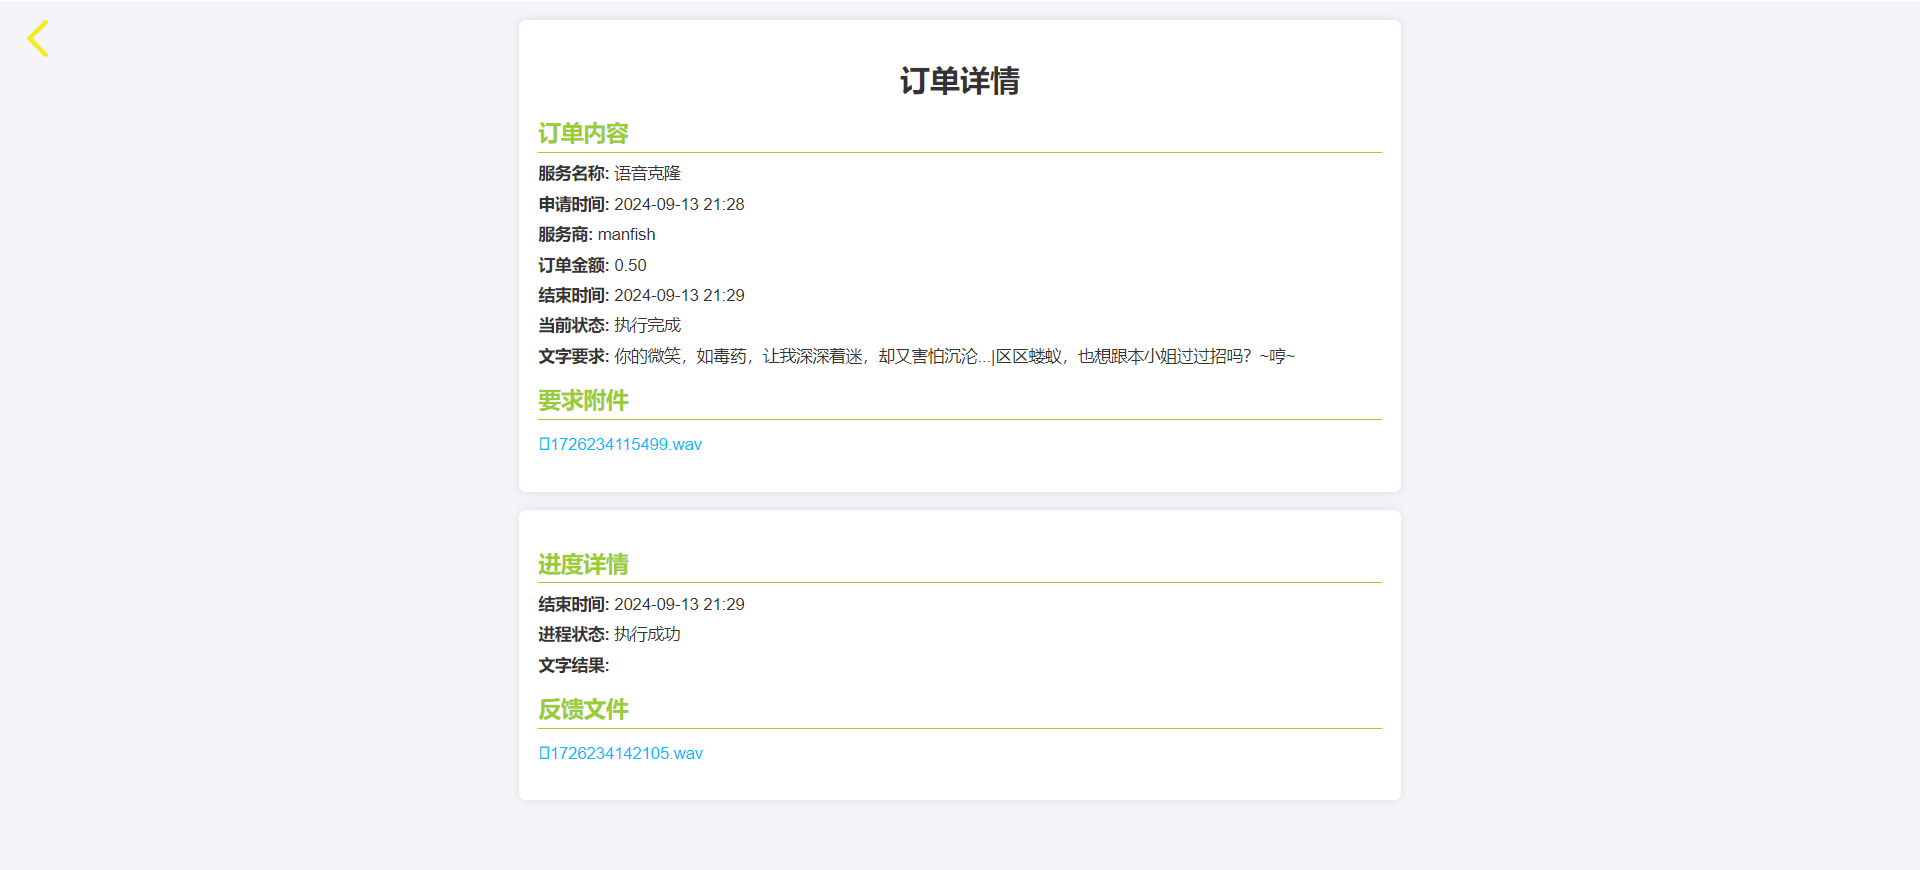 订单详情
订单内容
服务名称: 语音克隆
申请时间: 2024-09-13 21:28
服务商: manfish
订单金额: 0.50
结束时间: 2024-09-13 21:29
当前状态: 执行完成
文字要求: 你的微笑，如毒药，让我深深着迷，却又害怕沉沦...|区区蝼蚁，也想跟本小姐过过招吗？~哼~
要求附件
1726234115499.wav
进度详情
结束时间: 2024-09-13 21:29
进程状态: 执行成功
文字结果:
反馈文件
1726234142105.wav